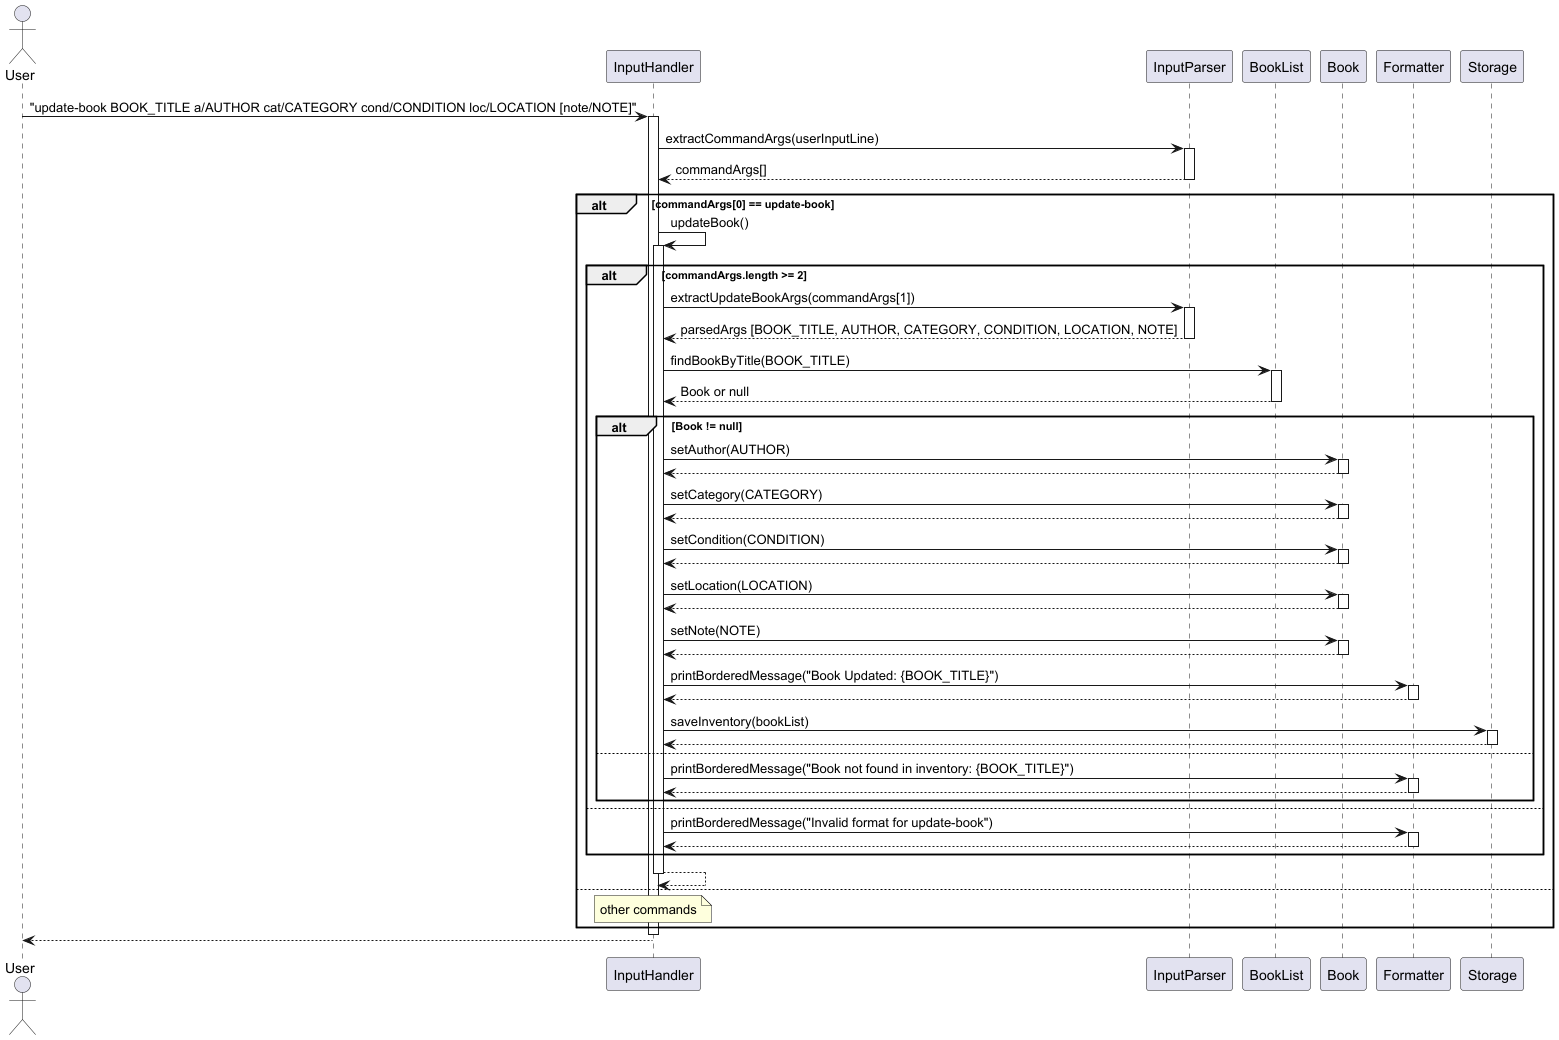 User
InputHandler
InputParser
BookList
Book
Formatter
Storage
"update-book BOOK_TITLE a/AUTHOR cat/CATEGORY cond/CONDITION loc/LOCATION [note/NOTE]"
extractCommandArgs(userInputLine)
commandArgs[]
alt [commandArgs[0] == update-book]
updateBook()
alt [commandArgs.length >= 2]
extractUpdateBookArgs(commandArgs[1])
parsedArgs [BOOK_TITLE, AUTHOR, CATEGORY, CONDITION, LOCATION, NOTE]
findBookByTitle(BOOK_TITLE)
Book or null
alt [Book != null]
setAuthor(AUTHOR)
setCategory(CATEGORY)
setCondition(CONDITION)
setLocation(LOCATION)
setNote(NOTE)
printBorderedMessage("Book Updated: {BOOK_TITLE}")
saveInventory(bookList)
printBorderedMessage("Book not found in inventory: {BOOK_TITLE}")
printBorderedMessage("Invalid format for update-book")
other commands
User
InputHandler
InputParser
BookList
Book
Formatter
Storage